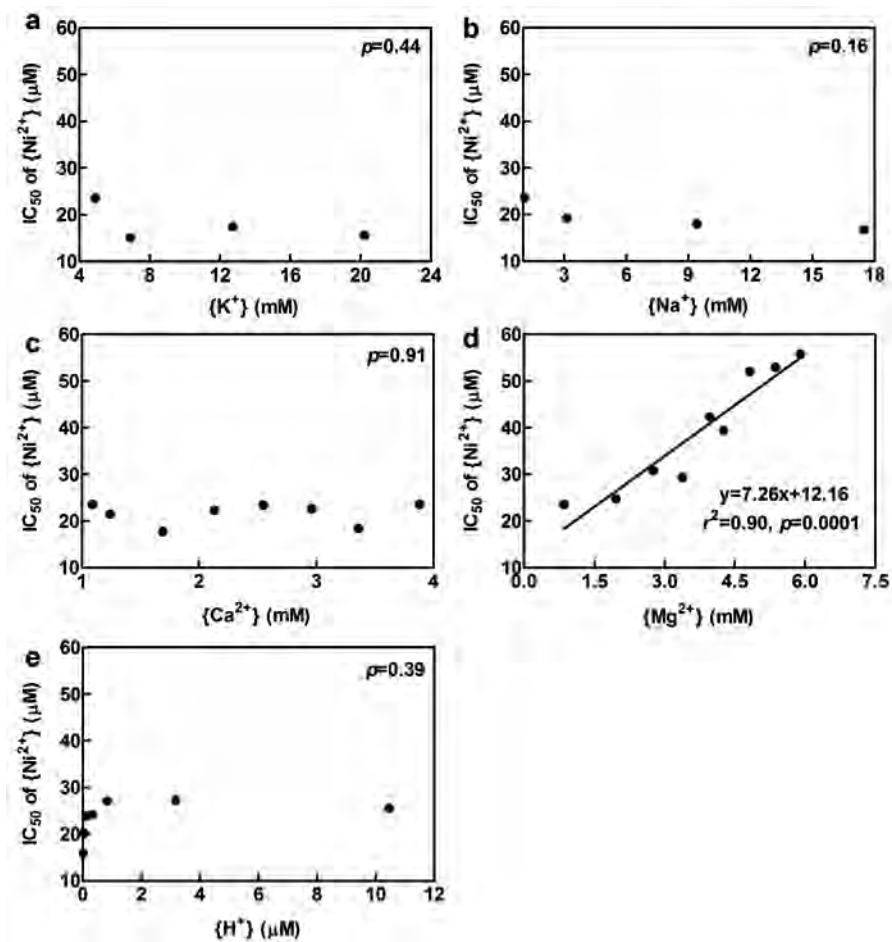 a
60
50
40
30
20
10
IC50 of {Ni2+} (μM)
p=0.44
4 8 12 16 20 24
{K+} (mM)
b
60
50
40
30
20
10
IC50 of {Ni2+} (μM)
p=0.16
3 6 9 12 15 18
{Na+} (mM)
c
60
50
40
30
20
10
IC50 of {Ni2+} (μM)
p=0.91
1 2 3 4
{Ca2+} (mM)
d
60
50
40
30
20
10
IC50 of {Ni2+} (μM)
y=7.26x+12.16
r2=0.90, p=0.0001
0.0 1.5 3.0 4.5 6.0 7.5
{Mg2+} (mM)
e
60
50
40
30
20
10
IC50 of {Ni2+} (μM)
p=0.39
0 2 4 6 8 10 12
{H+} (μM)